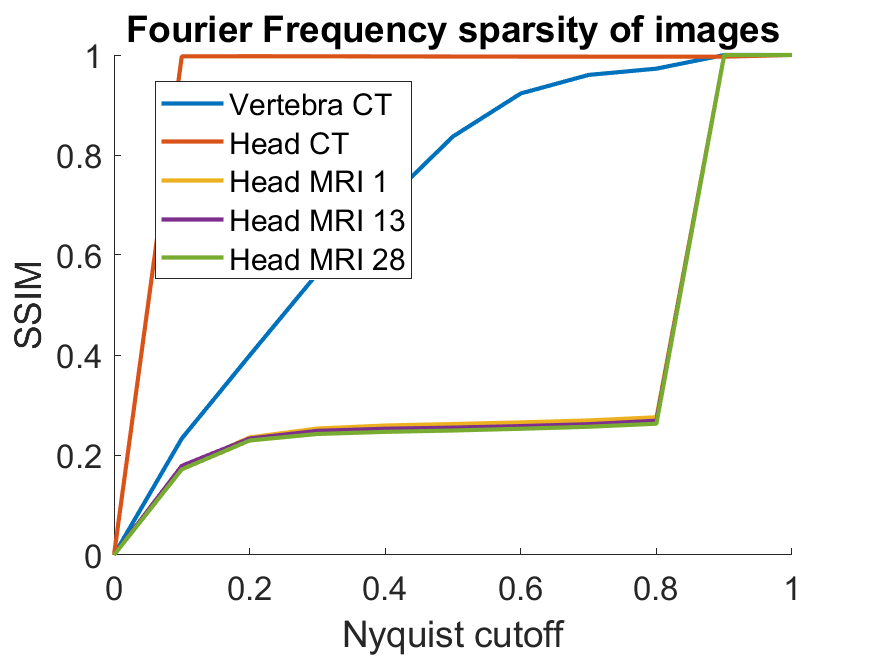 Fourier Frequency sparsity of images
1
0.8
0.6
0.4
0.2
0
SSIM
Vertebra CT
Head CT
Head MRI 1
Head MRI 13
Head MRI 28
0 0.2 0.4 0.6 0.8 1
Nyquist cutoff